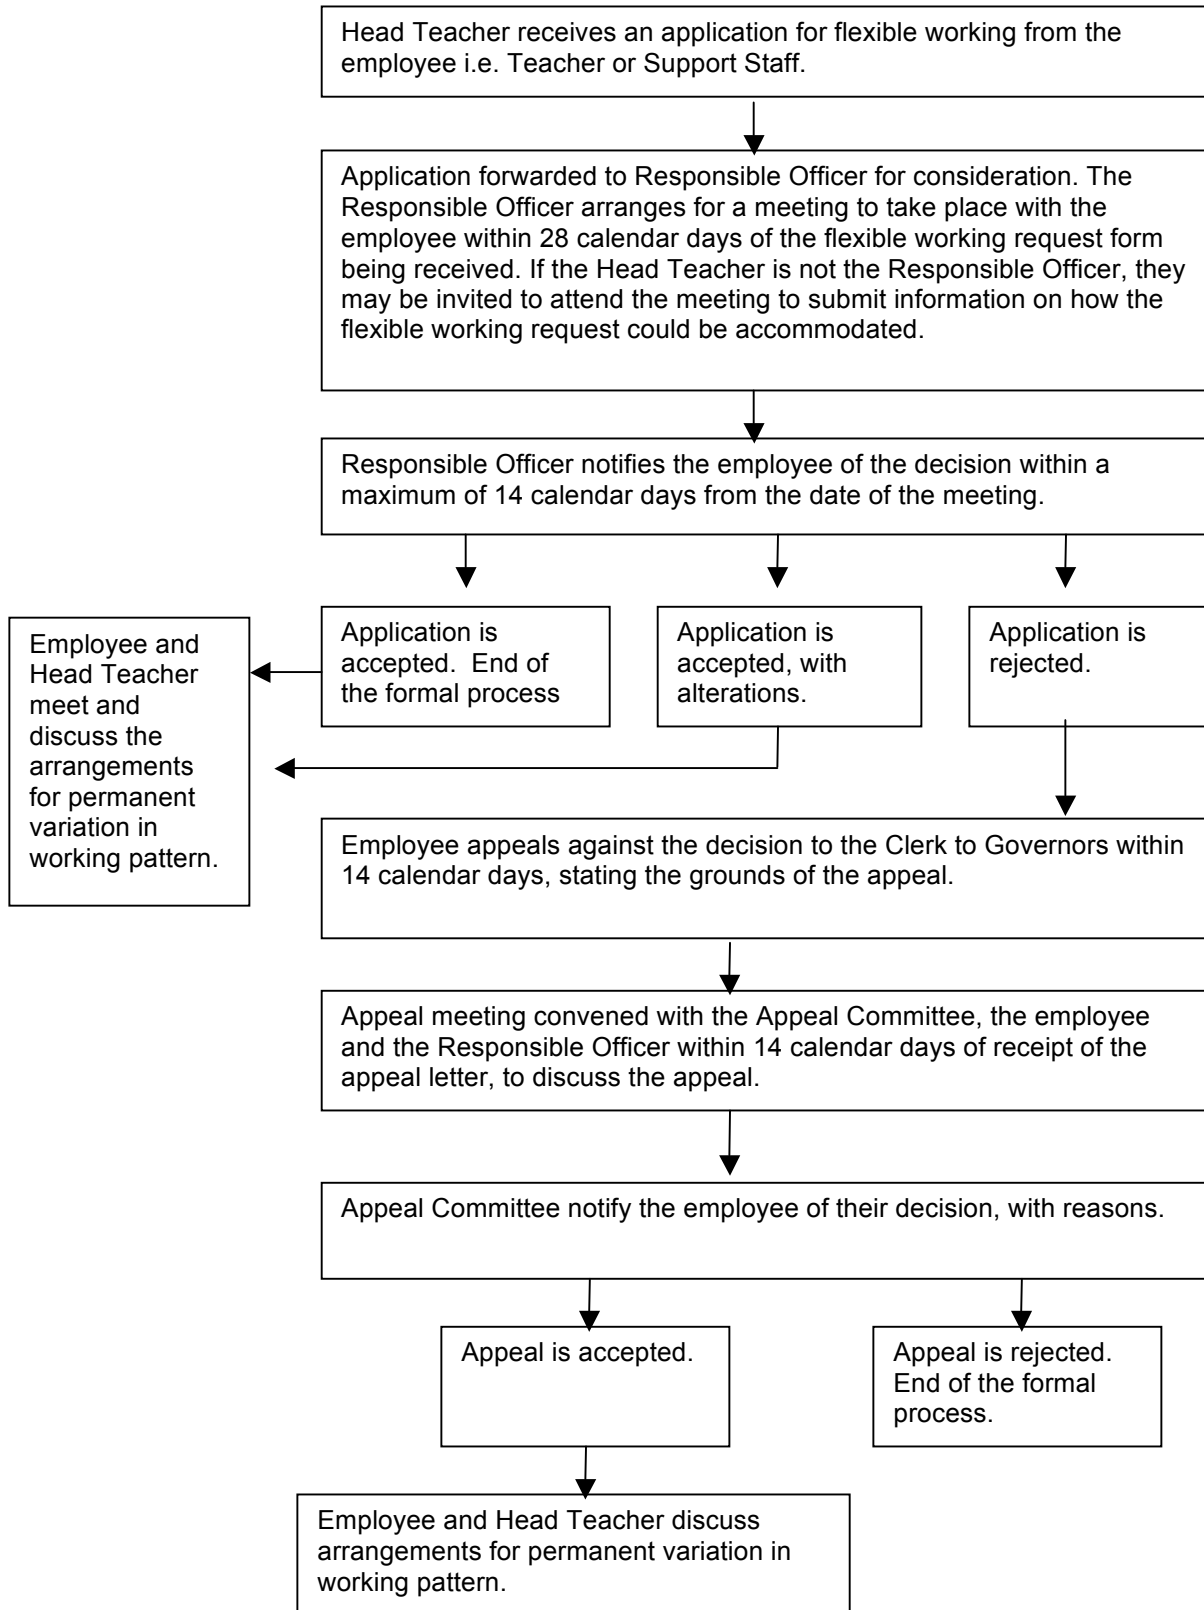 Head Teacher receives an application for flexible working from the
employee i.e. Teacher or Support Staff.
Application forwarded to Responsible Officer for consideration. The
Responsible Officer arranges for a meeting to take place with the
employee within 28 calendar days of the flexible working request form
being received. If the Head Teacher is not the Responsible Officer, they
may be invited to attend the meeting to submit information on how the
flexible working request could be accommodated.
Responsible Officer notifies the employee of the decision within a
maximum of 14 calendar days from the date of the meeting.
Application is
accepted.  End of
the formal process
Application is
accepted, with
alterations.
Application is
rejected.
Employee and
Head Teacher
meet and
discuss the
arrangements
for permanent
variation in
working pattern.
Employee appeals against the decision to the Clerk to Governors within
14 calendar days, stating the grounds of the appeal.
Appeal meeting convened with the Appeal Committee, the employee
and the Responsible Officer within 14 calendar days of receipt of the
appeal letter, to discuss the appeal.
Appeal Committee notify the employee of their decision, with reasons.
Appeal is accepted.
Appeal is rejected.
End of the formal
process.
Employee and Head Teacher discuss
arrangements for permanent variation in
working pattern.